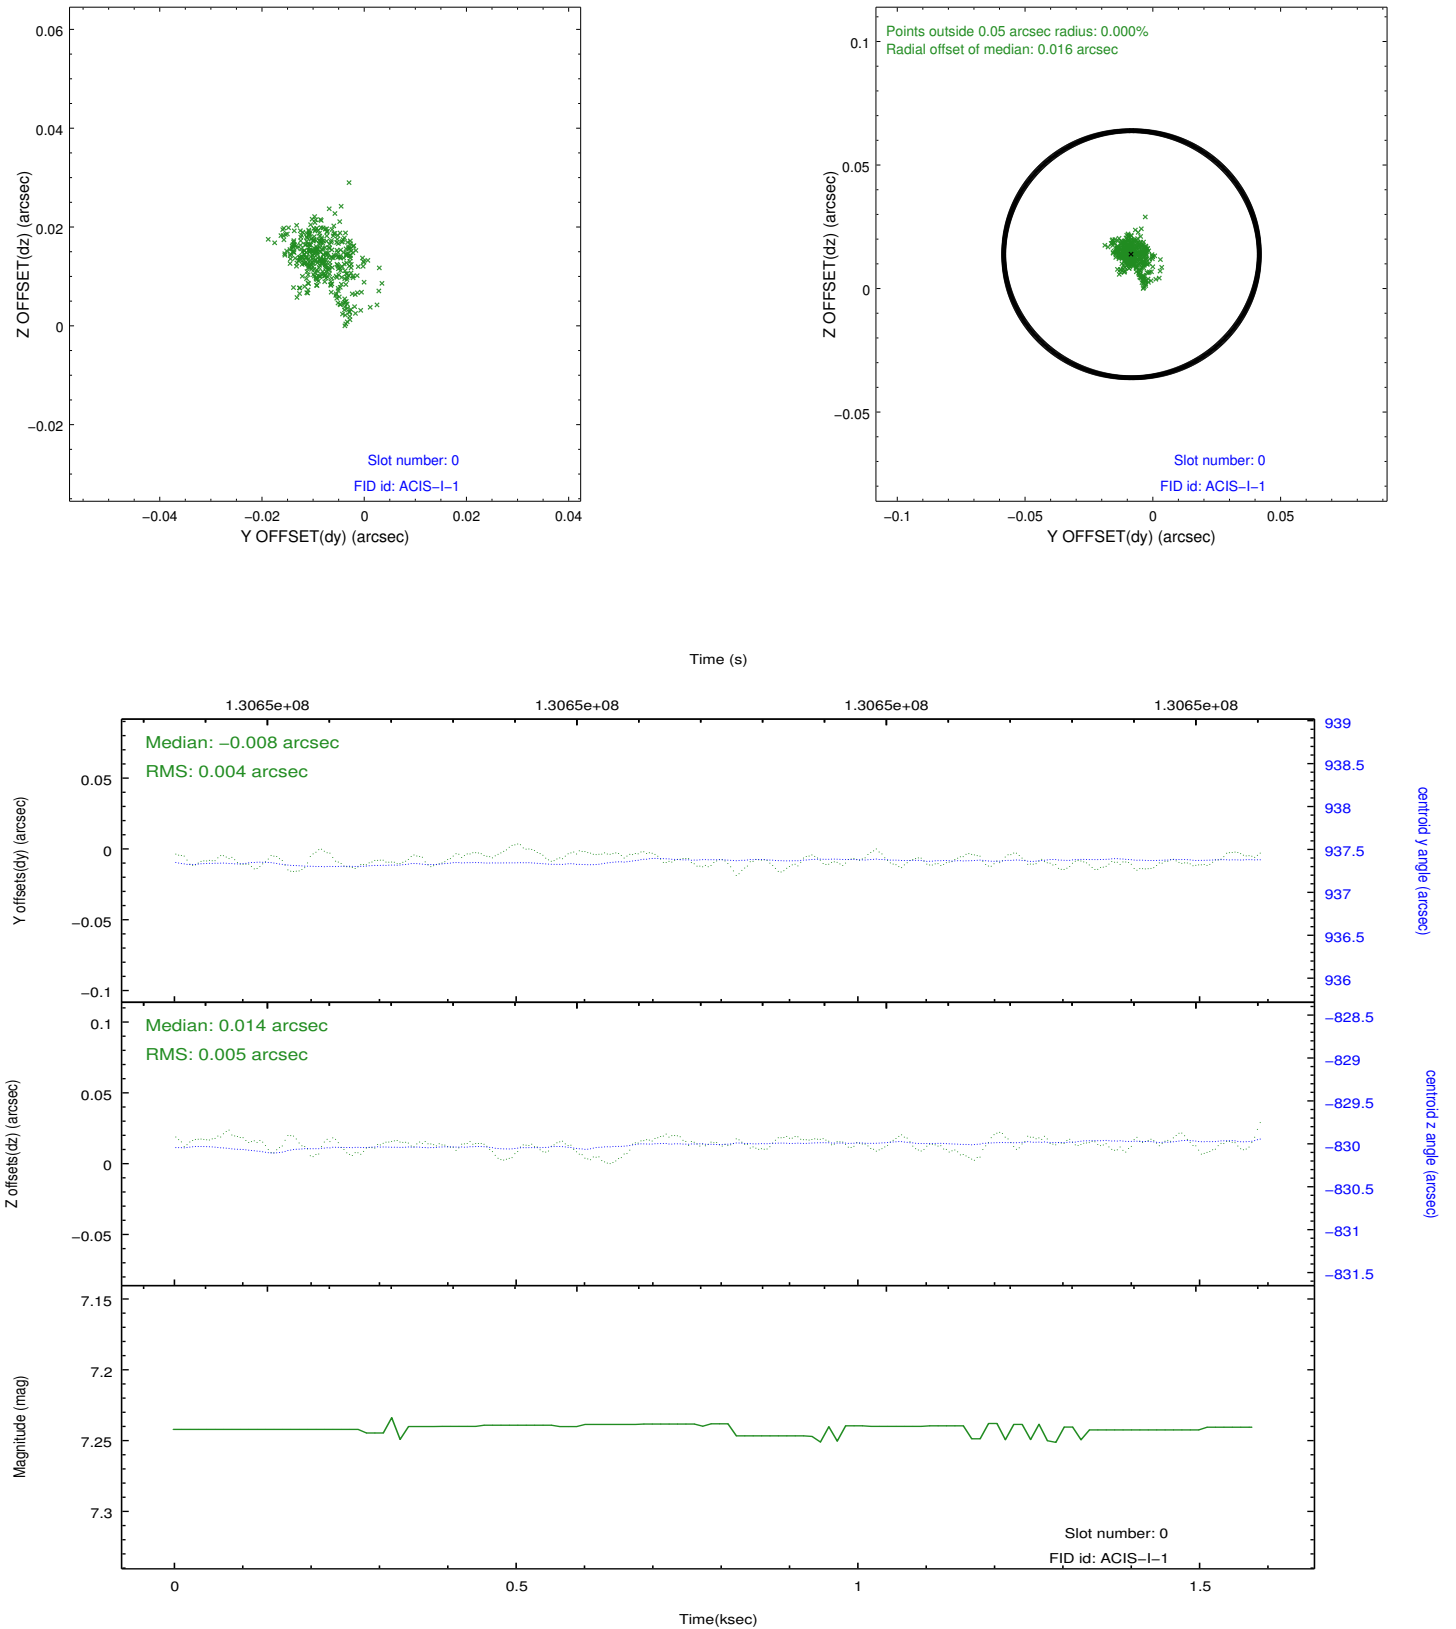 0.06
0.04
0.02
0
−0.02
Z OFFSET(dz) (arcsec)
Slot number: 0
FID id: ACIS−I−1
−0.04 −0.02 0 0.02 0.04
Y OFFSET(dy) (arcsec)
Points outside 0.05 arcsec radius: 0.000%
Radial offset of median: 0.016 arcsec
0.1
0.05
0
−0.05
Z OFFSET(dz) (arcsec)
Slot number: 0
FID id: ACIS−I−1
−0.1 −0.05 0 0.05
Y OFFSET(dy) (arcsec)
Time (s)
1.3065e+08 1.3065e+08 1.3065e+08 1.3065e+08
Median: −0.008 arcsec
RMS: 0.004 arcsec
0.05
0
−0.05
−0.1
Y offsets(dy) (arcsec)
939
938.5
938
937.5
937
936.5
936
centroid y angle (arcsec)
Median: 0.014 arcsec
RMS: 0.005 arcsec
0.1
0.05
0
−0.05
Z offsets(dz) (arcsec)
−828.5
−829
−829.5
−830
−830.5
−831
−831.5
centroid z angle (arcsec)
7.15
7.2
7.25
7.3
Magnitude (mag)
Slot number: 0
FID id: ACIS−I−1
0 0.5 1 1.5
Time(ksec)